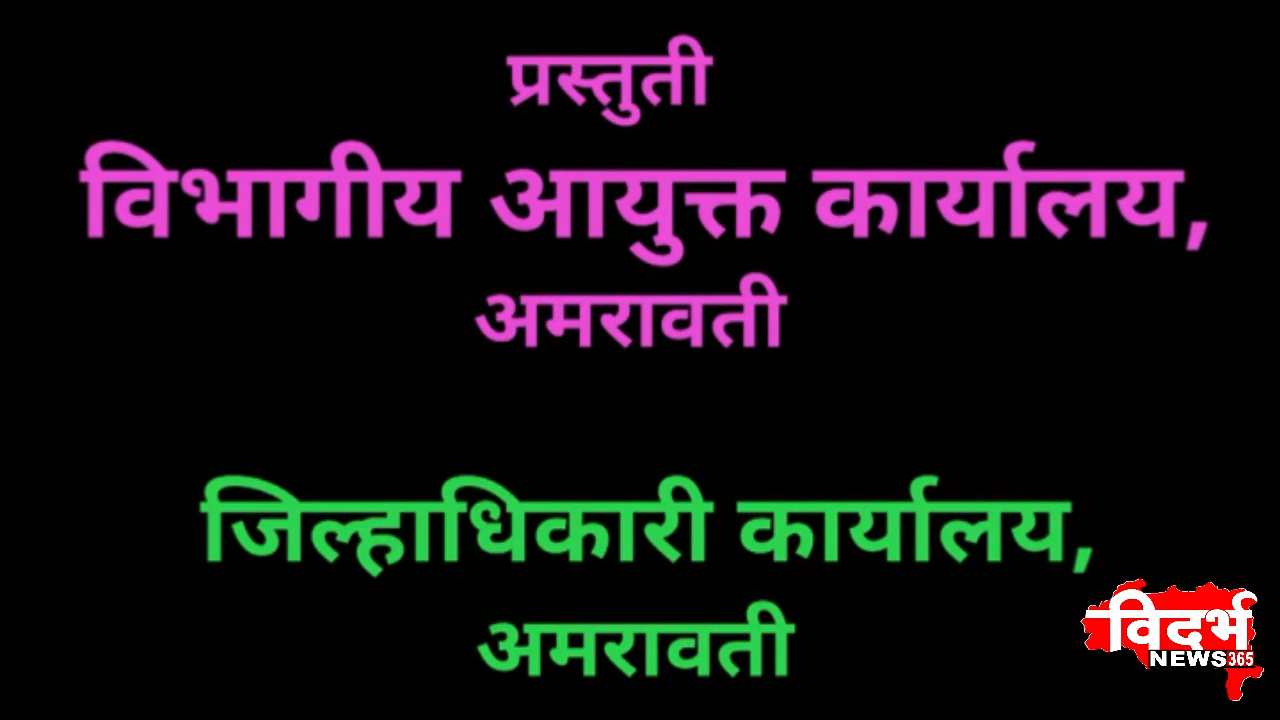 प्रस्तुती
विभागीय आयुक्त कार्यालय,
अमरावती
जिल्हाधिकारी कार्यालय,
अमरावती
विदर्भ
NEWS365